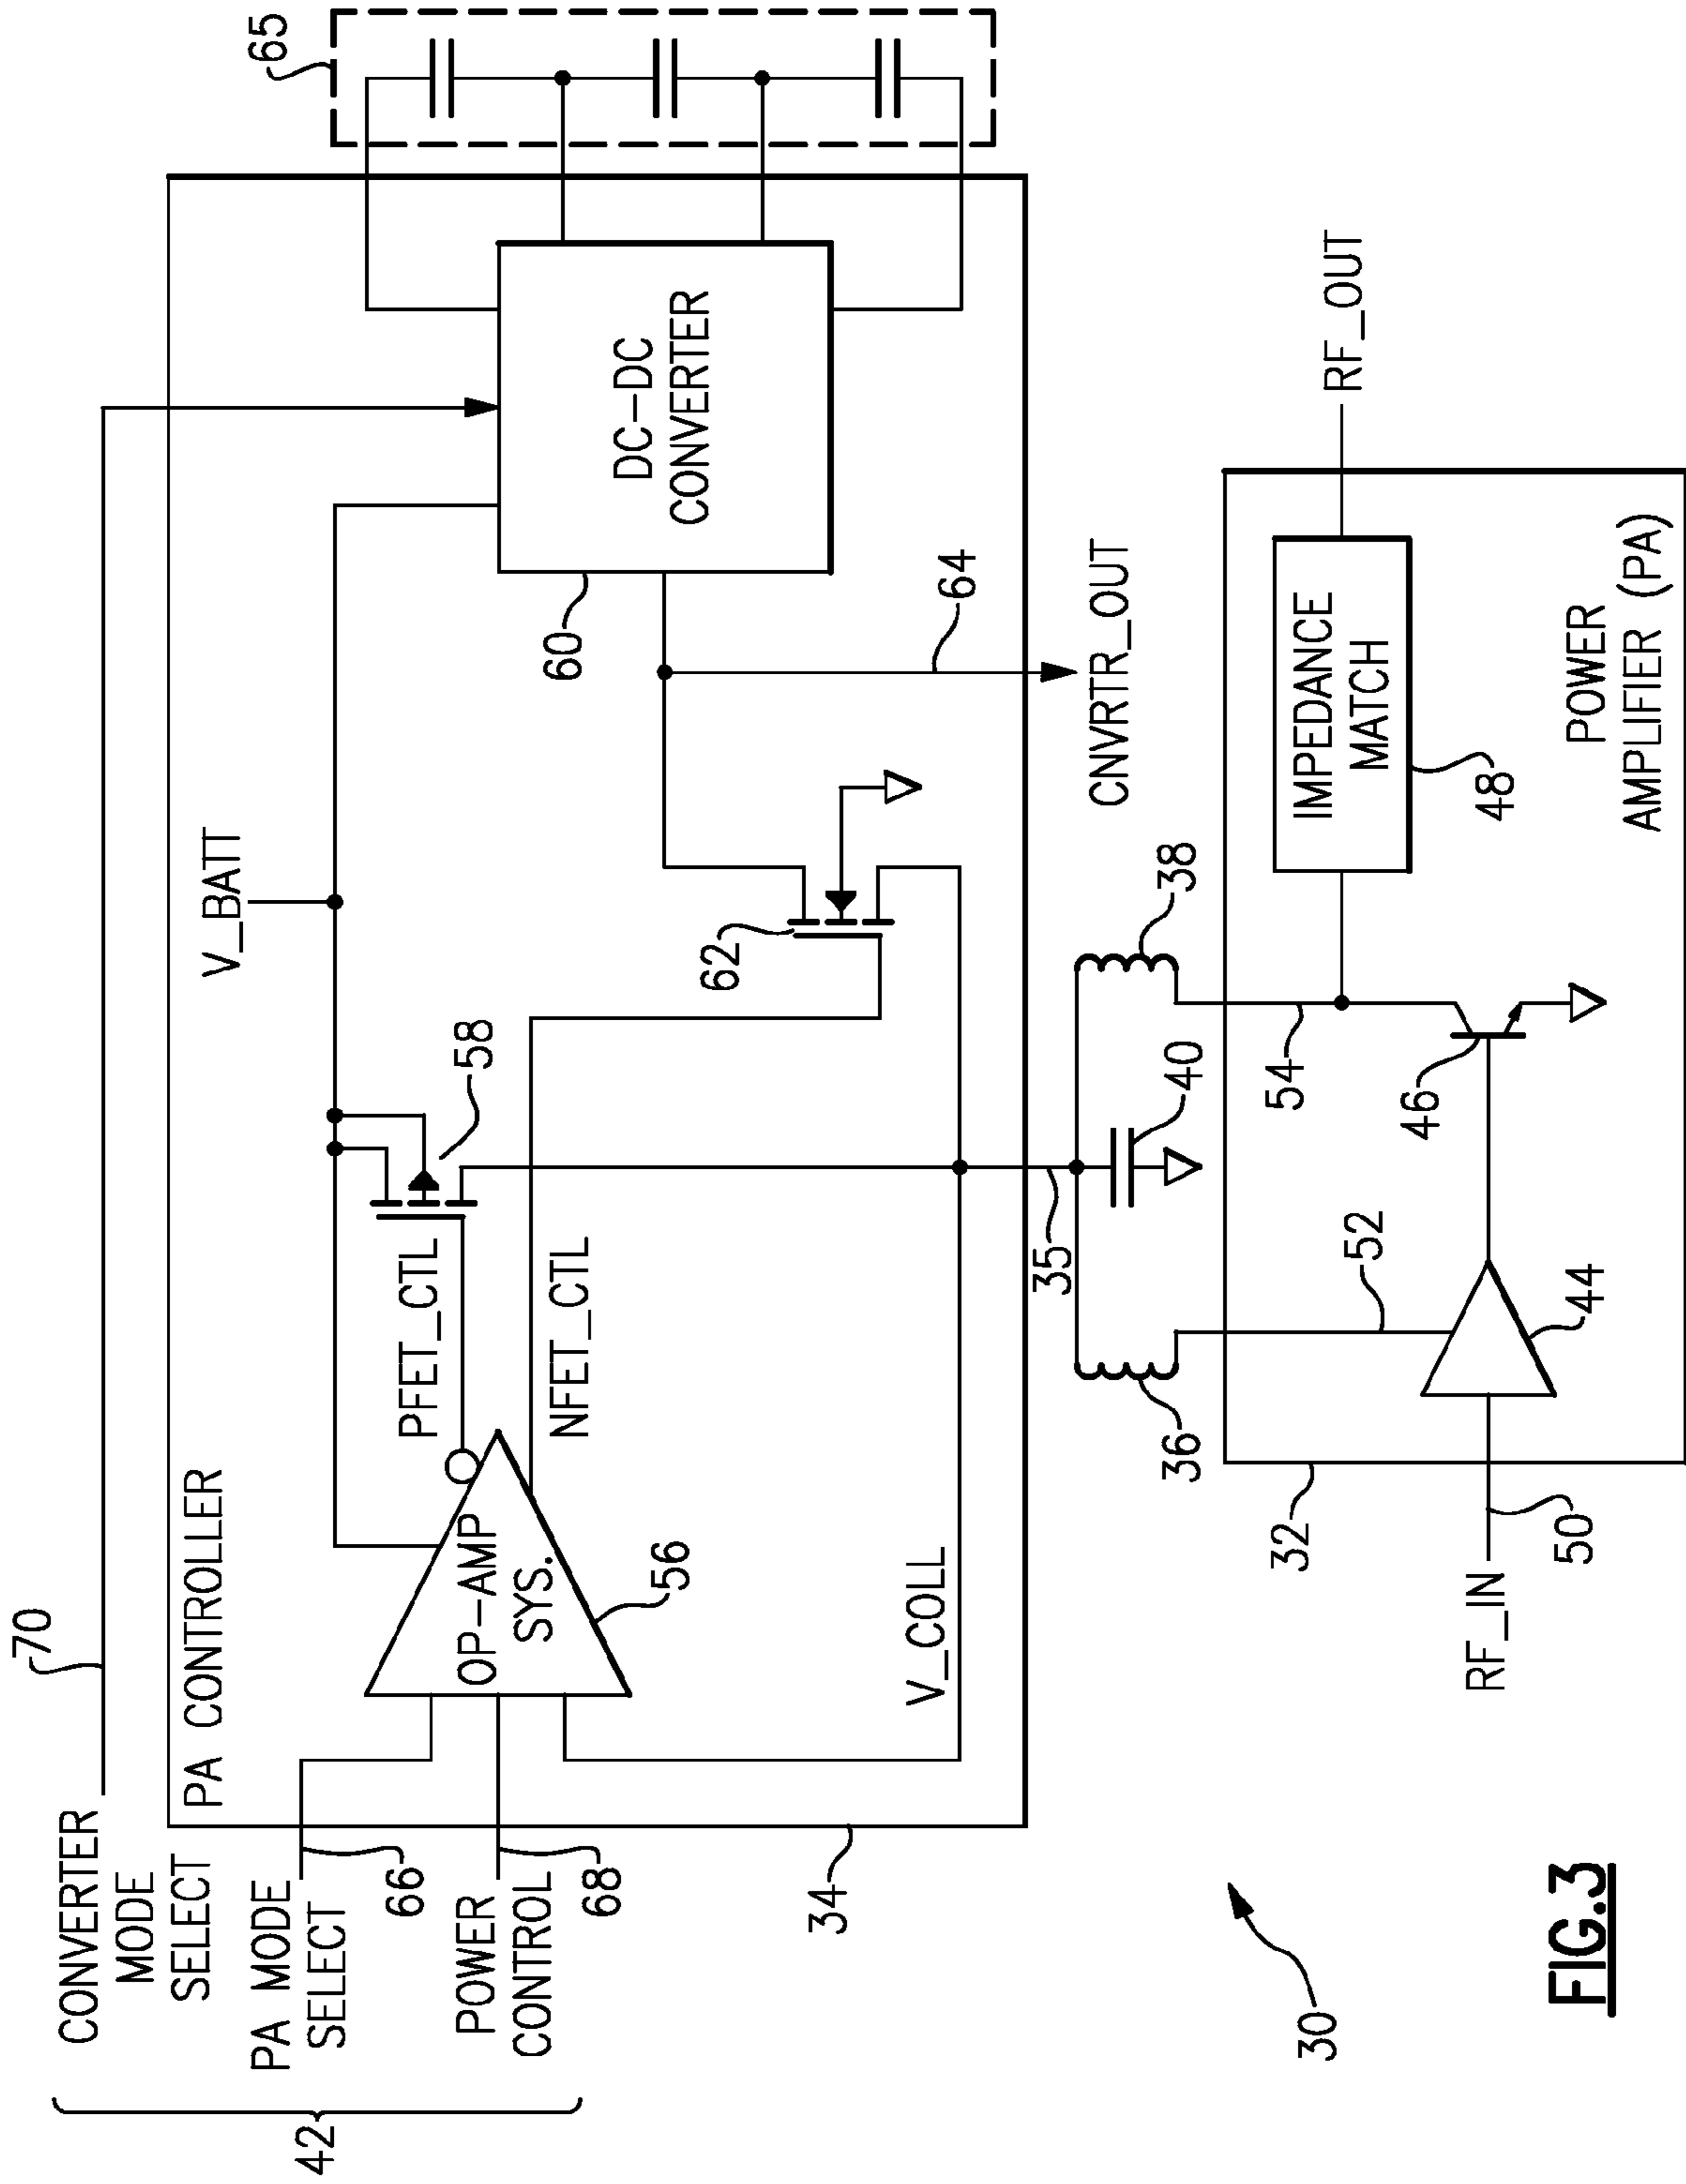 70
CONVERTER
MODE
SELECT
PA MODE
SELECT
66
POWER
CONTROL
68
42
PA CONTROLLER
34
V_BATT
OP-AMP
SYS.
56
PFET_CTL
58
NFET_CTL
62
DC-DC
CONVERTER
60
65
64
CNVRTR_OUT
V_COLL
35
36
40
38
32
RF_IN
50
44
52
54
46
IMPEDANCE
MATCH
48
RF_OUT
POWER
AMPLIFIER (PA)
30
FIG.3